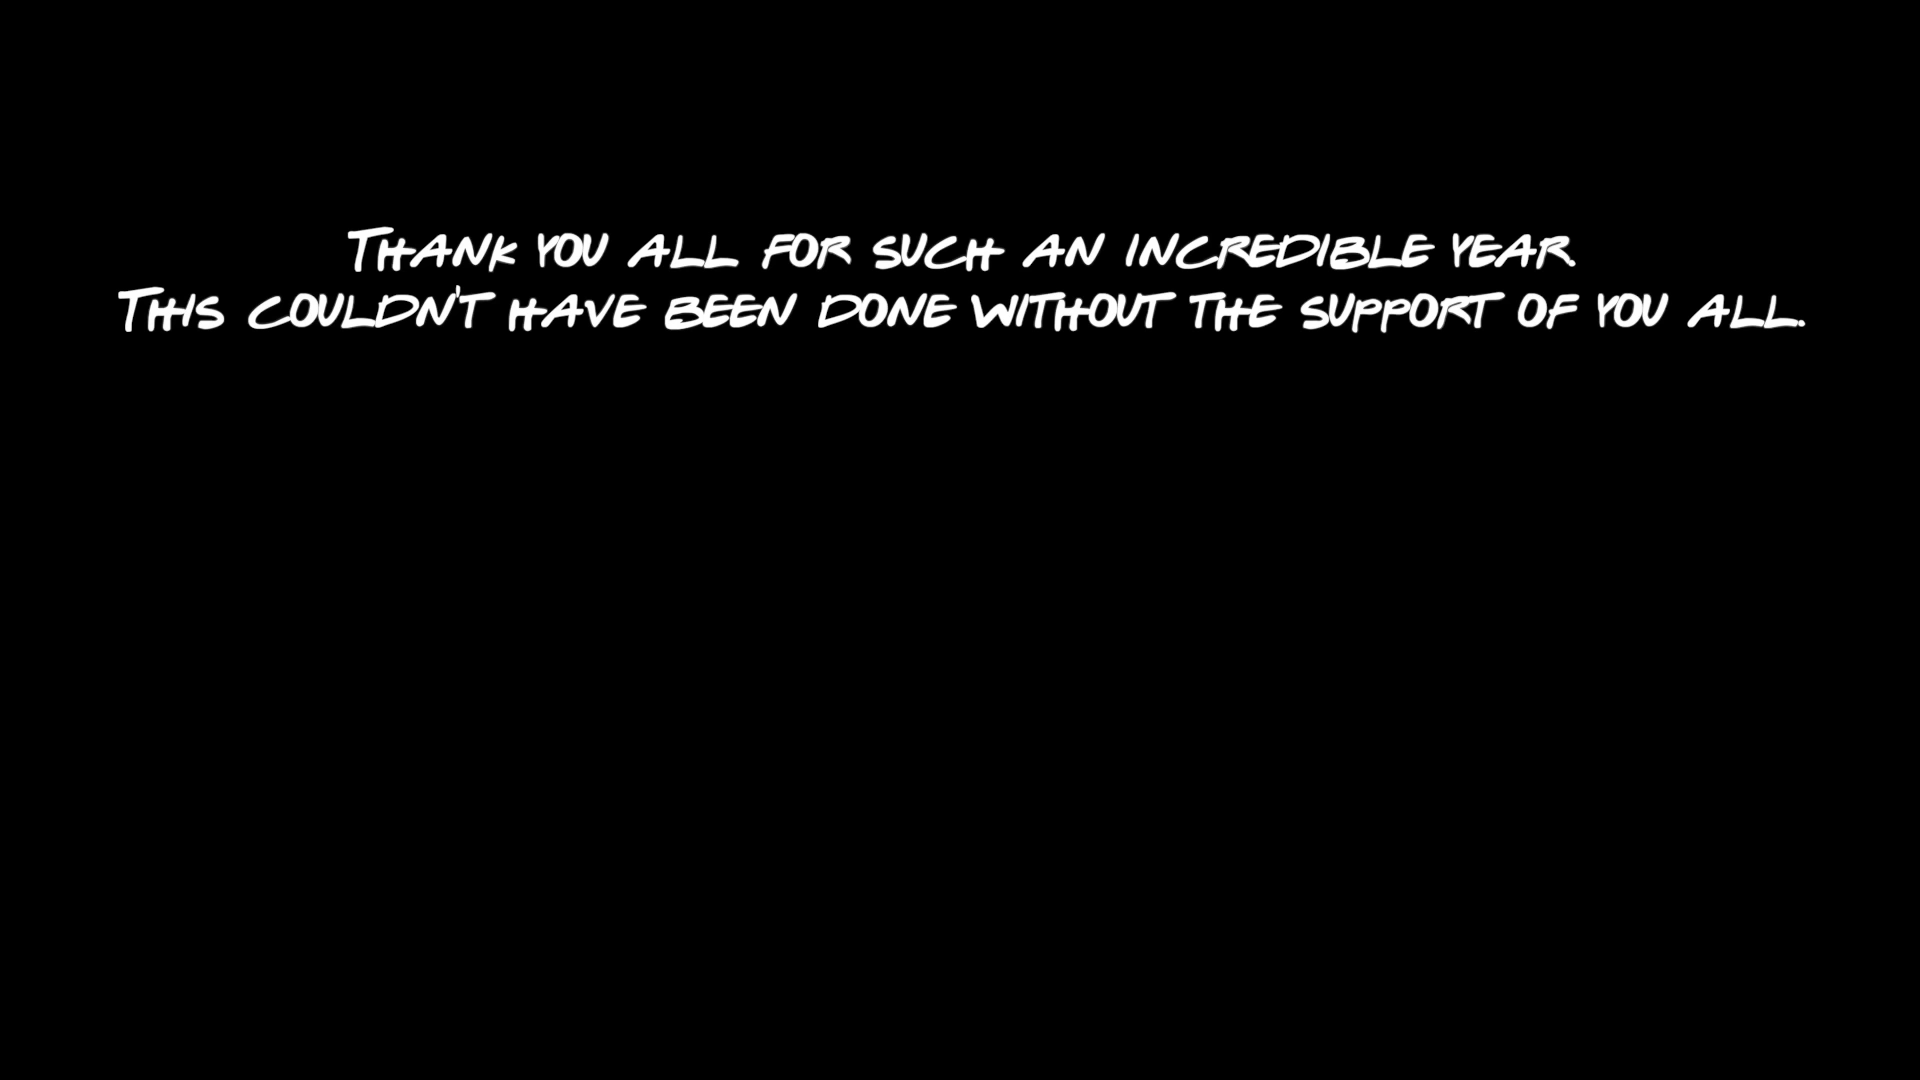 Thank you all for such an incredible year.
This couldn't have been done without the support of you all.